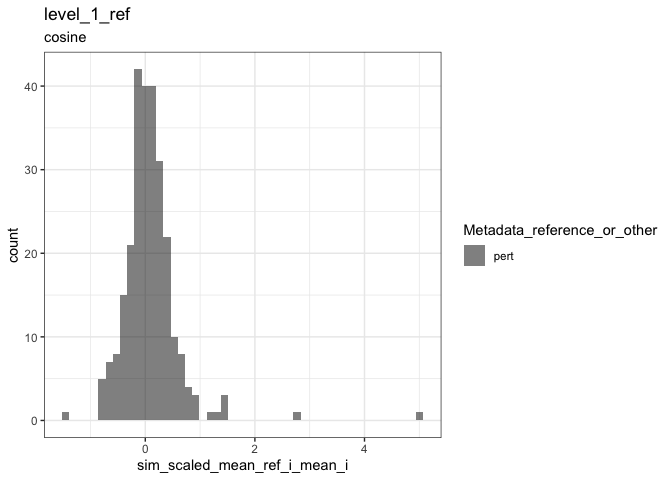 level_1_ref
cosine
40
30
20
10
0
count
0 2 4
sim_scaled_mean_ref_i_mean_i
Metadata_reference_or_other
pert